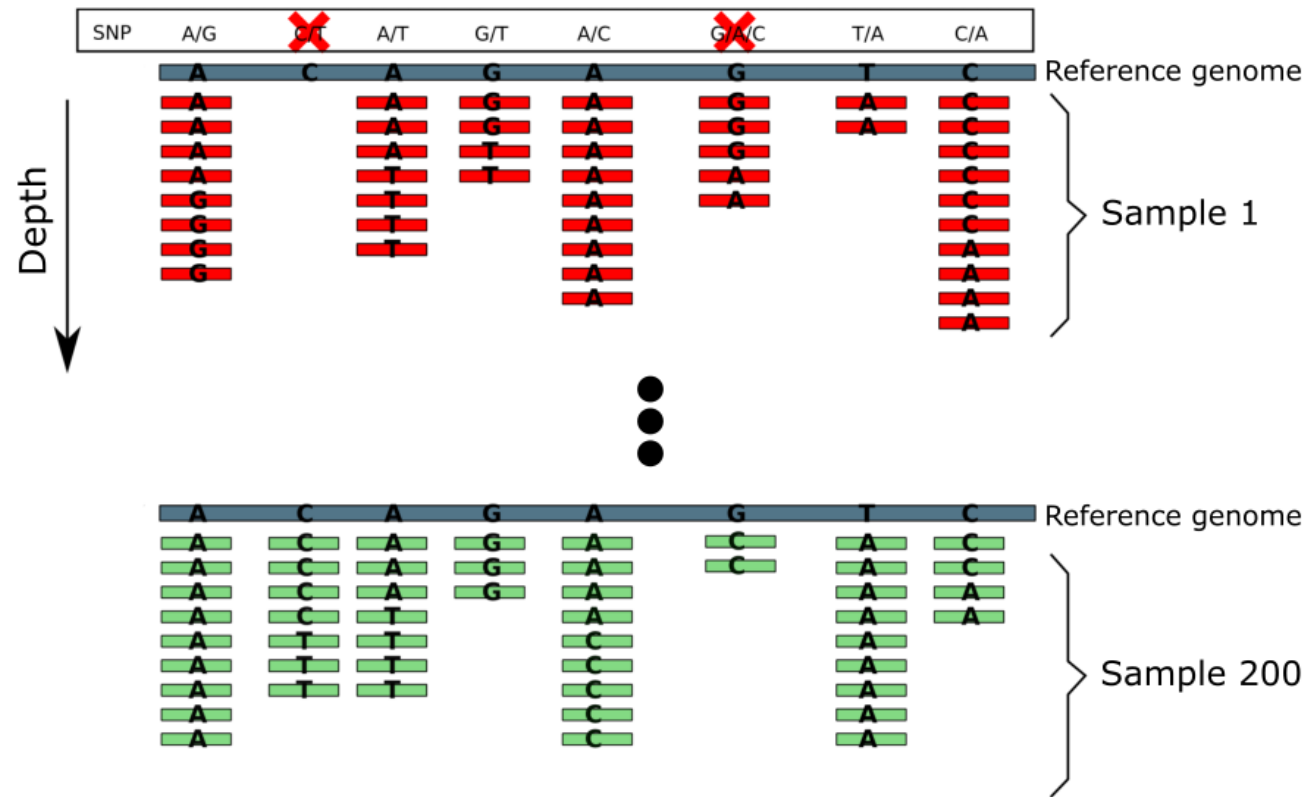 SNP A/G C/T A/T G/T A/C G/A/C T/A C/A
A C A G A G T C Reference genome
Depth
A A G A G A C
A A G A G A C
A A T A G C
A T T A A C
G T A A C
G T A C
G T A A
G A A
A A
A
Sample 1
A C A G A G T C Reference genome
A C A G A C A C
A C A G A C A C
A C A G A A A
A C T A A A
A T T C A
A T T C A
A T T C A
A C A
A C A
Sample 200